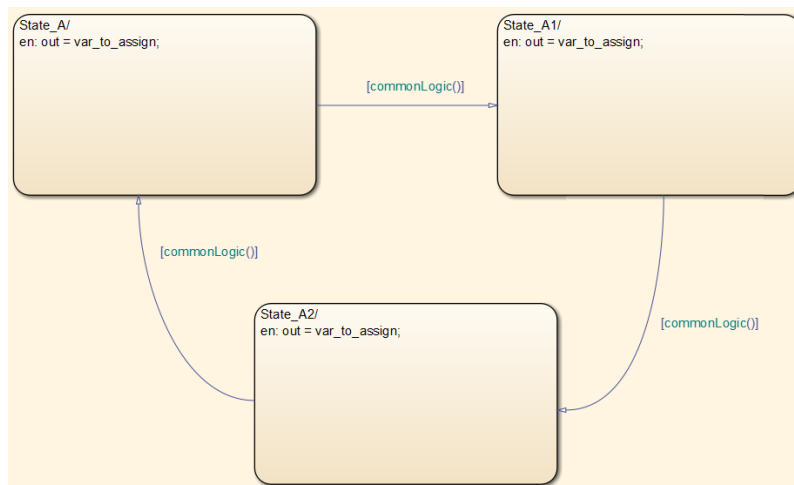 State_A/
en: out = var_to_assign;
State_A1/
en: out = var_to_assign;
[commonLogic()]
[commonLogic()]
State_A2/
en: out = var_to_assign;
[commonLogic()]